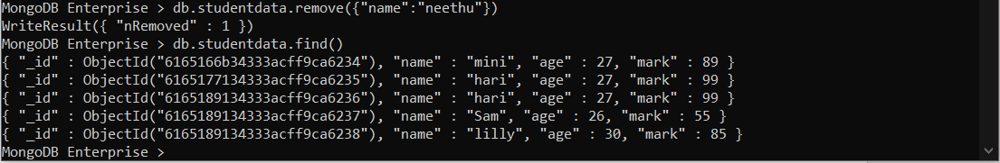 MongoDB Enterprise > db.studentdata.remove({"name":"neethu"})
WriteResult({ "nRemoved" : 1 })
MongoDB Enterprise > db.studentdata.find()
{ "_id" : ObjectId("6165166b34333acff9ca6234"), "name" : "mini", "age" : 27, "mark" : 89 }
{ "_id" : ObjectId("6165177134333acff9ca6235"), "name" : "hari", "age" : 27, "mark" : 99 }
{ "_id" : ObjectId("6165189134333acff9ca6236"), "name" : "hari", "age" : 27, "mark" : 99 }
{ "_id" : ObjectId("6165189134333acff9ca6237"), "name" : "Sam", "age" : 26, "mark" : 55 }
{ "_id" : ObjectId("6165189134333acff9ca6238"), "name" : "lilly", "age" : 30, "mark" : 85 }
MongoDB Enterprise >